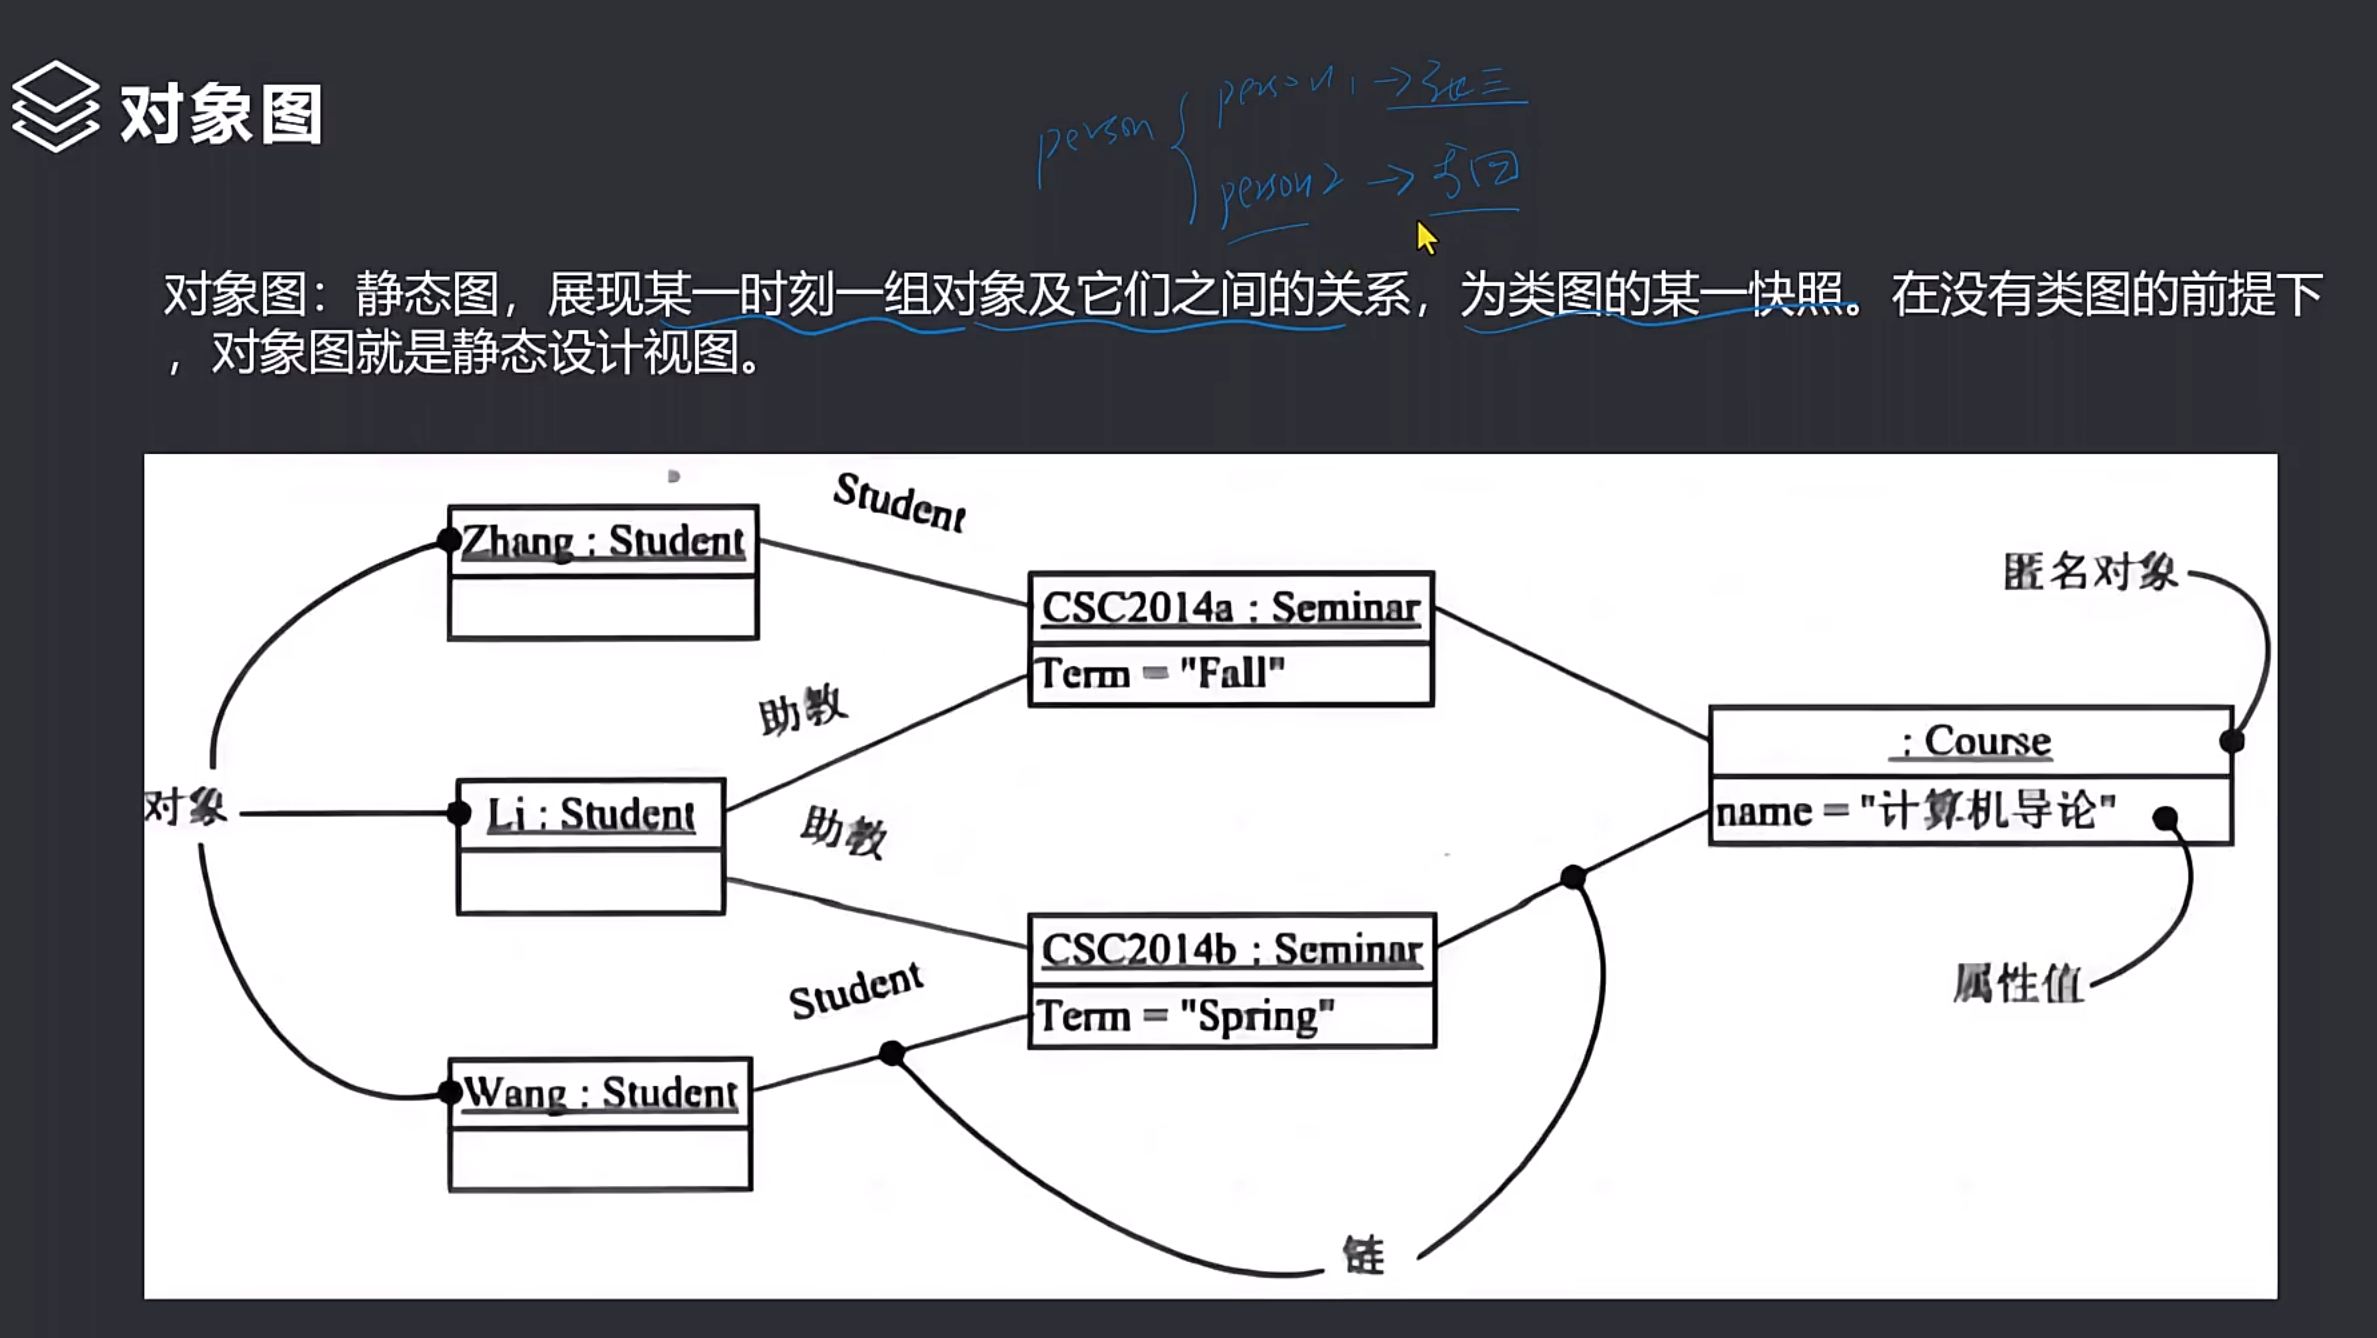 对象图
person
person1 → 张三
person2 → 李四
对象图：静态图，展现某一时刻一组对象及它们之间的关系，为类图的某一快照。在没有类图的前提下
，对象图就是静态设计视图。
Student
Zhang : Student
匿名对象
CSC2014a : Seminar
Term = "Fall"
助教
: Course
对象
Li : Student
name = "计算机导论"
助教
CSC2014b : Seminar
属性值
Student
Term = "Spring"
Wang : Student
链